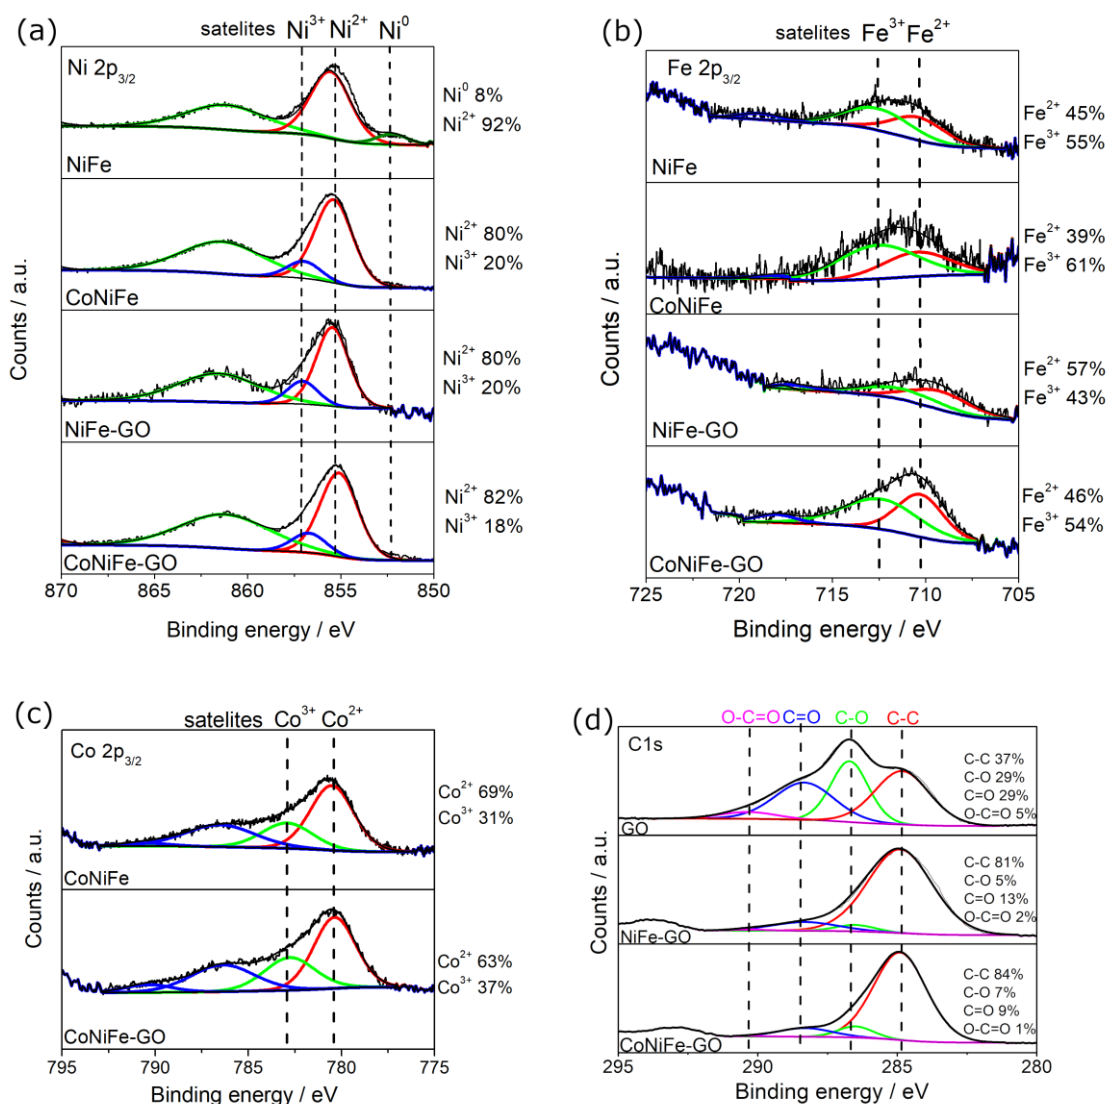 (a)
satelites Ni³⁺ Ni²⁺ Ni⁰
Ni 2p₃/₂
Ni⁰ 8%
Ni²⁺ 92%
NiFe
Ni²⁺ 80%
Ni³⁺ 20%
CoNiFe
Ni²⁺ 80%
Ni³⁺ 20%
NiFe-GO
Ni²⁺ 82%
Ni³⁺ 18%
CoNiFe-GO
870 865 860 855 850
Binding energy / eV
Counts / a.u.
(b)
satelites Fe³⁺ Fe²⁺
Fe 2p₃/₂
Fe²⁺ 45%
Fe³⁺ 55%
NiFe
Fe²⁺ 39%
Fe³⁺ 61%
CoNiFe
Fe²⁺ 57%
Fe³⁺ 43%
NiFe-GO
Fe²⁺ 46%
Fe³⁺ 54%
CoNiFe-GO
725 720 715 710 705
Binding energy / eV
Counts / a.u.
(c)
satelites Co³⁺ Co²⁺
Co 2p₃/₂
Co²⁺ 69%
Co³⁺ 31%
CoNiFe
Co²⁺ 63%
Co³⁺ 37%
CoNiFe-GO
795 790 785 780 775
Binding energy / eV
Counts / a.u.
(d)
O-C=O C=O C-O C-C
C1s
C-C 37%
C-O 29%
C=O 29%
O-C=O 5%
GO
C-C 81%
C-O 5%
C=O 13%
O-C=O 2%
NiFe-GO
C-C 84%
C-O 7%
C=O 9%
O-C=O 1%
CoNiFe-GO
295 290 285 280
Binding energy / eV
Counts / a.u.